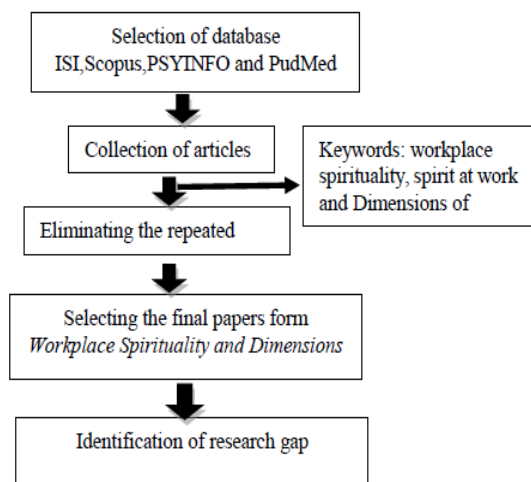 Selection of database
ISI,Scopus,PSYINFO and PudMed
Collection of articles
Keywords: workplace
spirituality, spirit at work
and Dimensions of
Eliminating the repeated
Selecting the final papers form
Workplace Spirituality and Dimensions
Identification of research gap